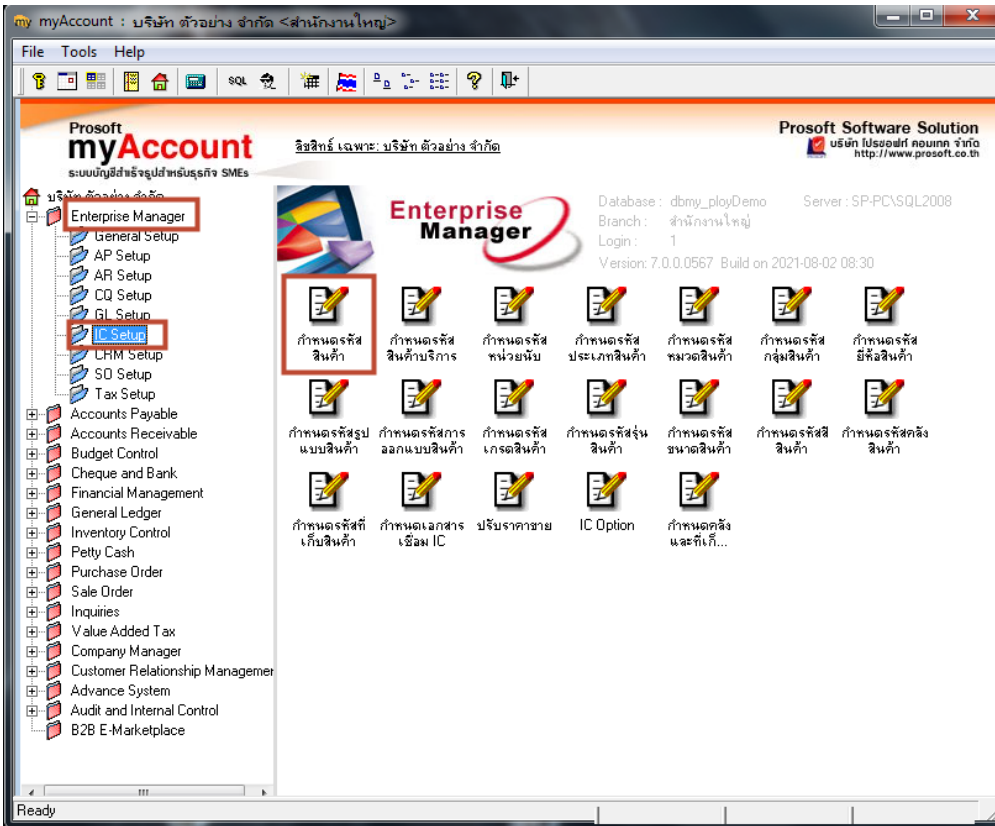 my myAccount : บริษัท ตัวอย่าง จำกัด <สำนักงานใหญ่>
File Tools Help
SQL
Prosoft
myAccount
ระบบบัญชีสำเร็จรูปสำหรับธุรกิจ SMEs
ลิขสิทธิ์ เฉพาะ: บริษัท ตัวอย่าง จำกัด
Prosoft Software Solution
บริษัท โปรซอฟท์ คอมเทค จำกัด
http://www.prosoft.co.th
บริษัท ตัวอย่าง จำกัด
Enterprise Manager
General Setup
AP Setup
AR Setup
CQ Setup
GL Setup
IC Setup
CRM Setup
SO Setup
Tax Setup
Accounts Payable
Accounts Receivable
Budget Control
Cheque and Bank
Financial Management
General Ledger
Inventory Control
Petty Cash
Purchase Order
Sale Order
Inquiries
Value Added Tax
Company Manager
Customer Relationship Managemer
Advance System
Audit and Internal Control
B2B E-Marketplace
Enterprise
Manager
Database : dbmy_ployDemo Server : SP-PC\SQL2008
Branch : สำนักงานใหญ่
Login : 1
Version: 7.0.0.0567 Build on 2021-08-02 08:30
กำหนดรหัส
สินค้า
กำหนดรหัส
สินค้าบริการ
กำหนดรหัส
หน่วยนับ
กำหนดรหัส
ประเภทสินค้า
กำหนดรหัส
หมวดสินค้า
กำหนดรหัส
กลุ่มสินค้า
กำหนดรหัส
ยี่ห้อสินค้า
กำหนดรหัสรูป
แบบสินค้า
กำหนดรหัสการ
ออกแบบสินค้า
กำหนดรหัส
เกรดสินค้า
กำหนดรหัสรุ่น
สินค้า
กำหนดรหัส
ขนาดสินค้า
กำหนดรหัสสี
สินค้า
กำหนดรหัสคลัง
สินค้า
กำหนดรหัสที่
เก็บสินค้า
กำหนดเอกสาร
เชื่อม IC
ปรับราคาขาย
IC Option
กำหนดคลัง
และที่เก็...
Ready